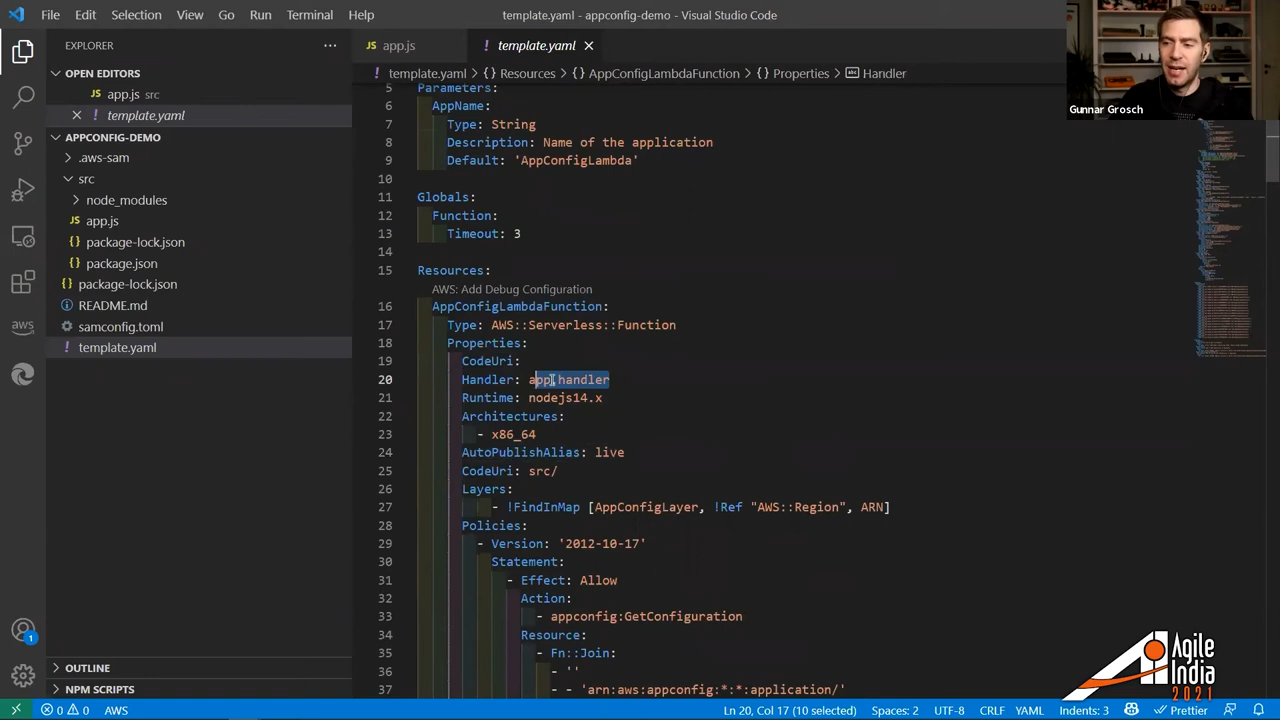 File Edit Selection View Go Run Terminal Help
template.yaml - appconfig-demo - Visual Studio Code
EXPLORER
OPEN EDITORS
app.js src
template.yaml
APPCONFIG-DEMO
aws-sam
src
node_modules
app.js
package-lock.json
package.json
package-lock.json
README.md
config.toml
te.yaml
OUTLINE
NPM SCRIPTS
app.js template.yaml
template.yaml Resources AppConfigLambdaFunction Properties Handler
5 Parameters:
6 AppName:
7 Type: String
8 Description: Name of the application
9 Default: 'AppConfigLambda'
10
11 Globals:
12 Function:
13 Timeout: 3
14
15 Resources:
AWS: Add Debug Configuration
16 AppConfigLambdaFunction:
17 Type: AWS::Serverless::Function
18 Properties:
19 CodeUri:
20 Handler: app.handler
21 Runtime: nodejs14.x
22 Architectures:
23 - x86_64
24 AutoPublishAlias: live
25 CodeUri: src/
26 Layers:
27 - !FindInMap [AppConfigLayer, !Ref "AWS::Region", ARN]
28 Policies:
29 - Version: '2012-10-17'
30 Statement:
31 - Effect: Allow
32 Action:
33 - appconfig:GetConfiguration
34 Resource:
35 - Fn::Join:
36 - ''
37 - - 'arn:aws:appconfig:*:*:application/'
Gunnar Grosch
Agile
India
2021
aws
1
0 0 AWS
Ln 20, Col 17 (10 selected) Spaces: 2 UTF-8 CRLF YAML Indents: 3 Prettier